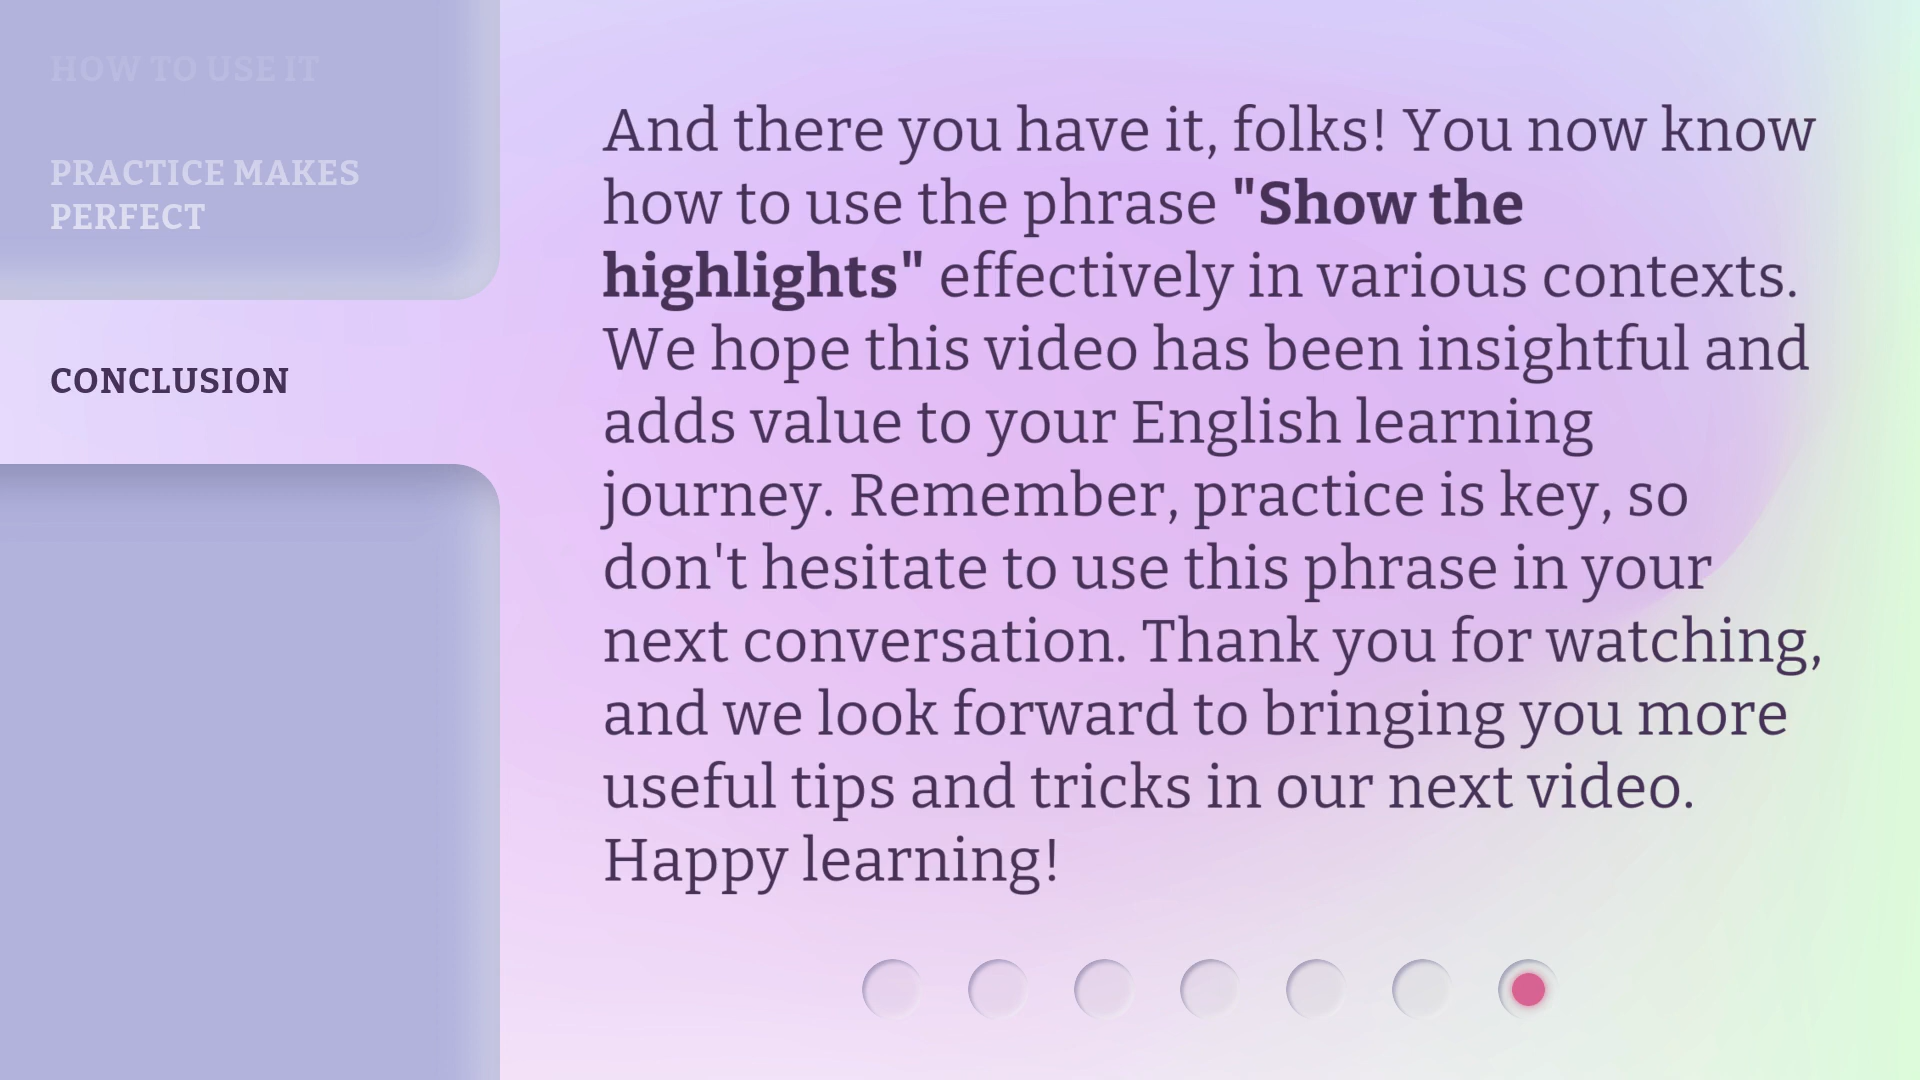 HOW TO USE IT
PRACTICE MAKES
PERFECT
CONCLUSION
And there you have it, folks! You now know
how to use the phrase "Show the
highlights" effectively in various contexts.
We hope this video has been insightful and
adds value to your English learning
journey. Remember, practice is key, so
don't hesitate to use this phrase in your
next conversation. Thank you for watching,
and we look forward to bringing you more
useful tips and tricks in our next video.
Happy learning!